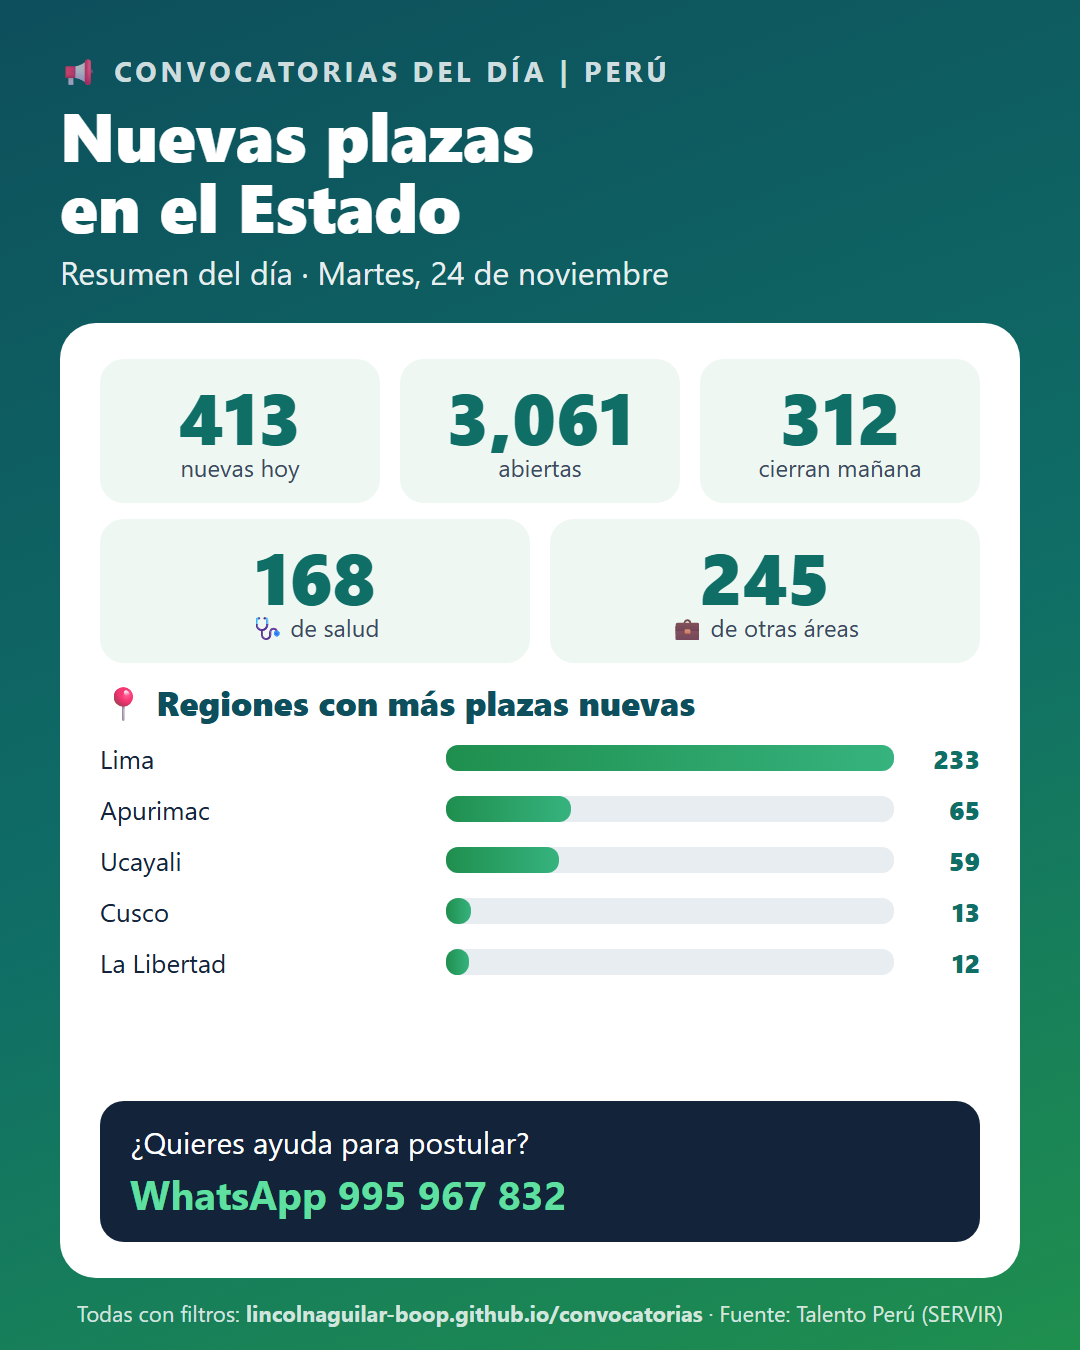 CONVOCATORIAS DEL DÍA | PERÚ
Nuevas plazas
en el Estado
Resumen del día · Martes, 24 de noviembre
413
nuevas hoy
3,061
abiertas
312
cierran mañana
168
de salud
245
de otras áreas
Regiones con más plazas nuevas
Lima 233
Apurimac 65
Ucayali 59
Cusco 13
La Libertad 12
¿Quieres ayuda para postular?
WhatsApp 995 967 832
Todas con filtros: lincolnaguilar-boop.github.io/convocatorias · Fuente: Talento Perú (SERVIR)